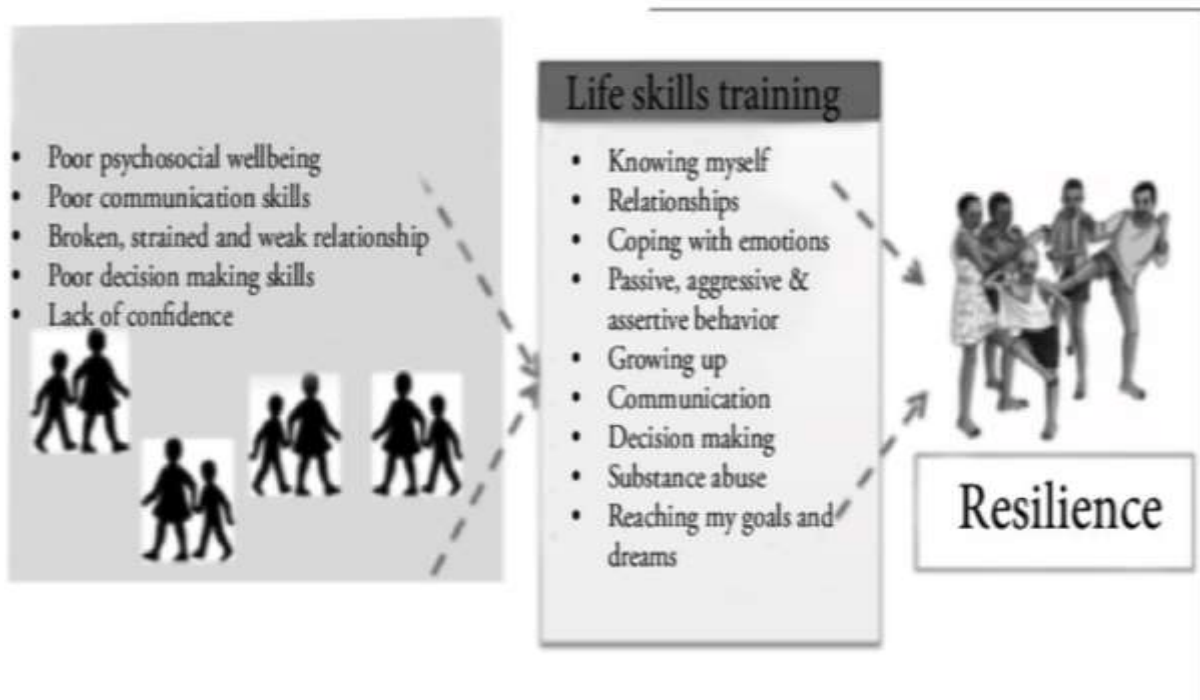 • Poor psychosocial wellbeing
• Poor communication skills
• Broken, strained and weak relationship
• Poor decision making skills
• Lack of confidence
Life skills training
• Knowing myself
• Relationships
• Coping with emotions
• Passive, aggressive &
assertive behavior
• Growing up
• Communication
• Decision making
• Substance abuse
• Reaching my goals and
dreams
Resilience